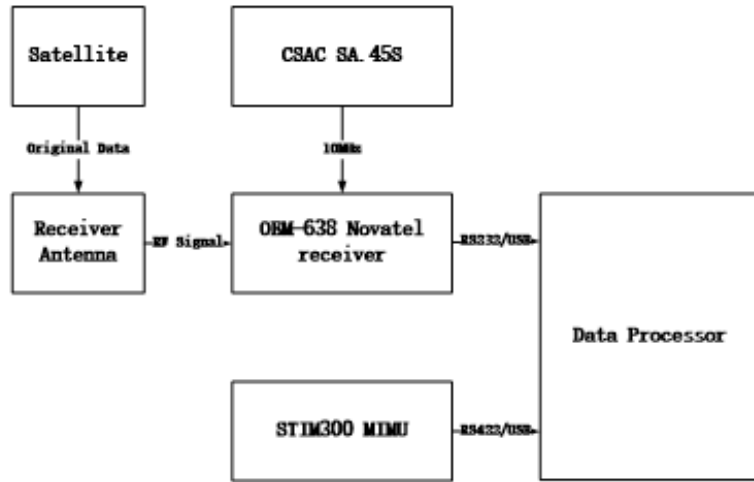 Satellite
CSAC SA.45S
Original Data
10MHz
Receiver
Antenna
RF Signal
OEM-638 Novatel
receiver
RS232/USB
Data Processor
STIM300 MIMU
RS422/USB